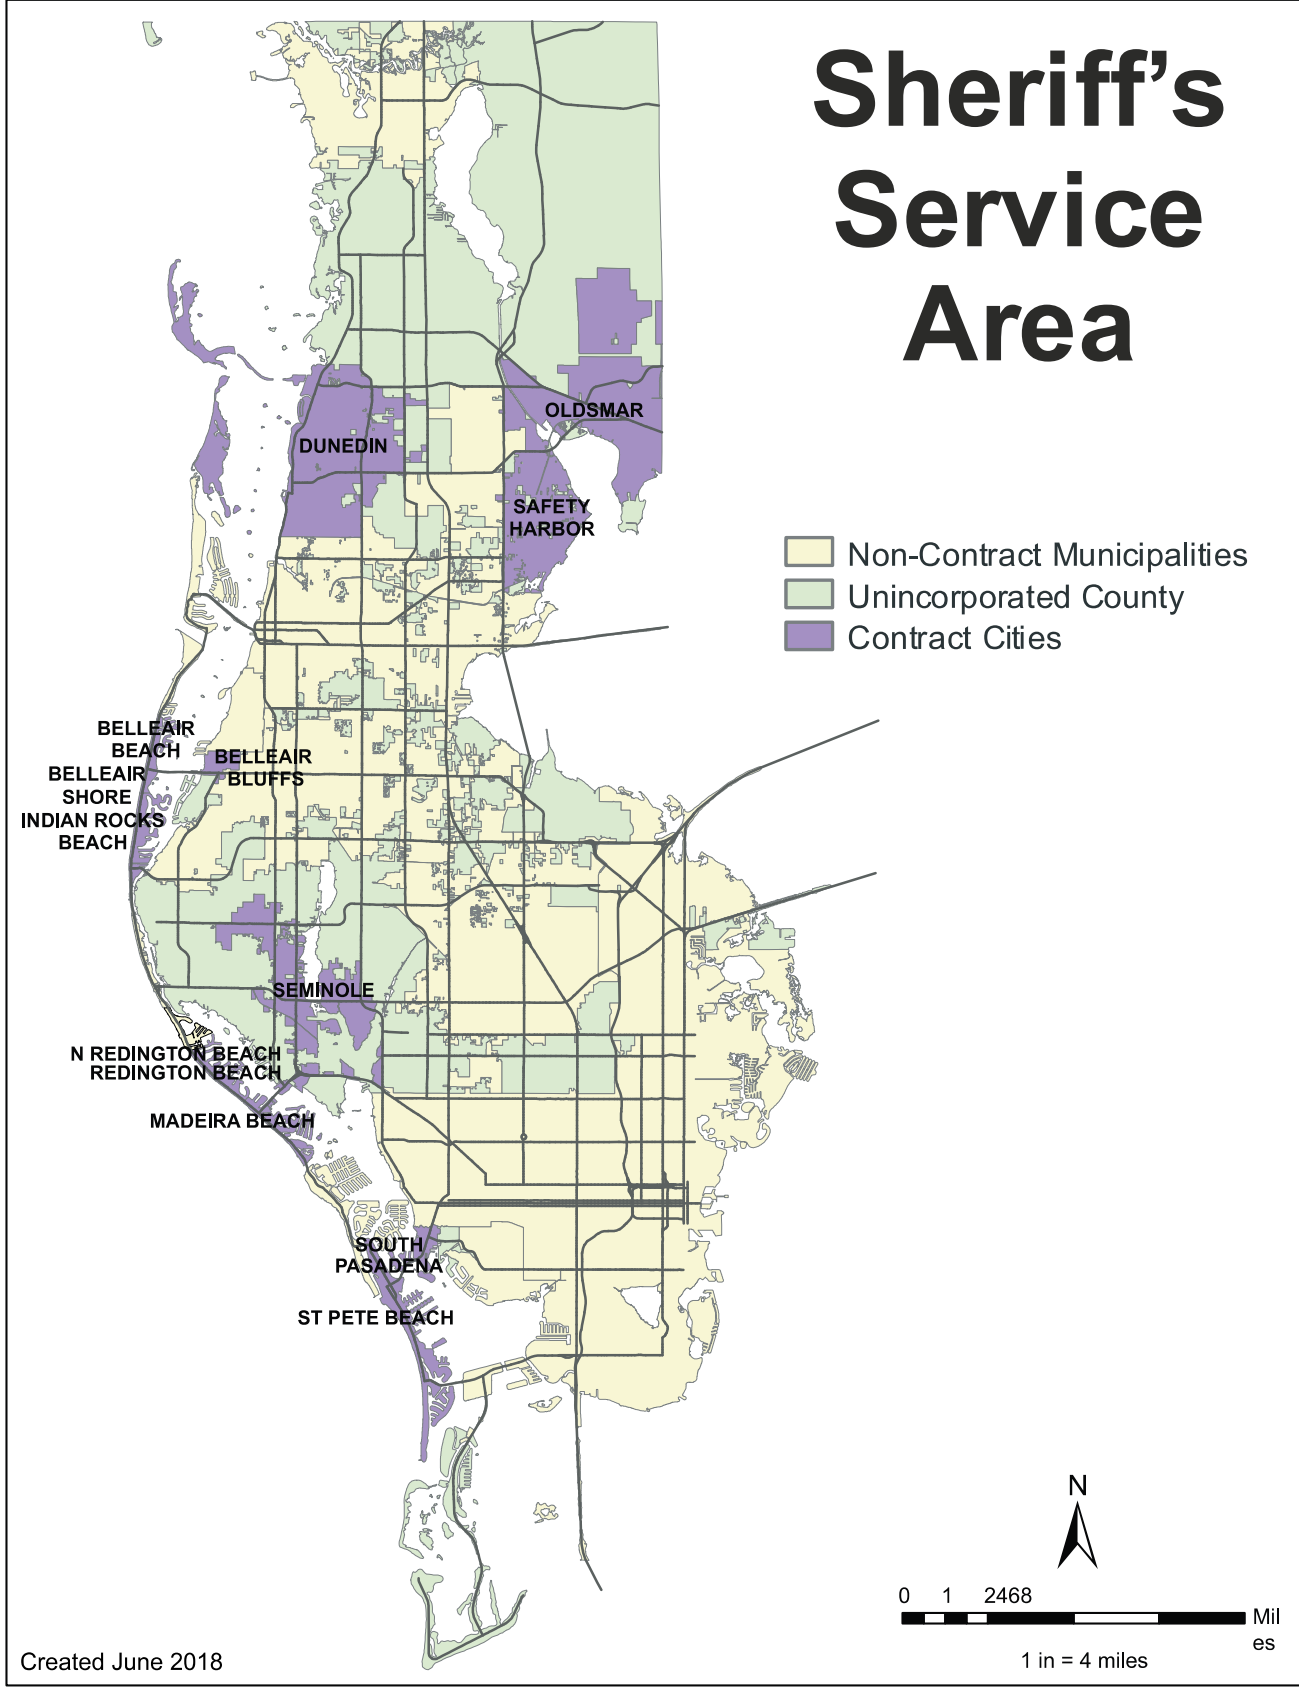 Sheriff's
Service
Area
OLDSMAR
DUNEDIN
SAFETY
HARBOR
Non-Contract Municipalities
Unincorporated County
Contract Cities
BELLEAIR
BEACH
BELLEAIR
BLUFFS
BELLEAIR
SHORE
INDIAN ROCKS
BEACH
SEMINOLE
N REDINGTON BEACH
REDINGTON BEACH
MADEIRA BEACH
SOUTH
PASADENA
ST PETE BEACH
N
0 1 2468
Mil
es
1 in = 4 miles
Created June 2018